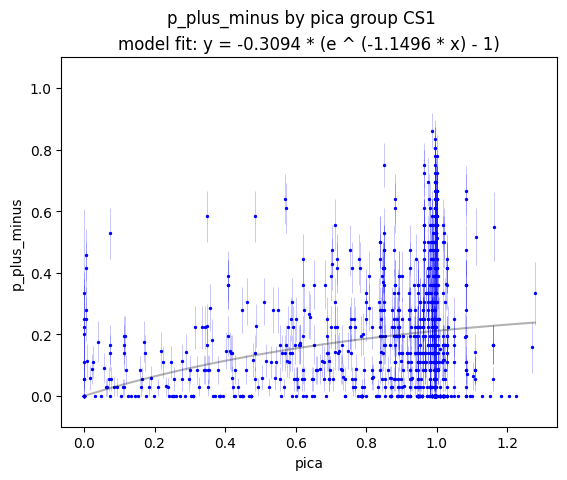 p_plus_minus by pica group CS1
model fit: y = -0.3094 * (e ^ (-1.1496 * x) - 1)
p_plus_minus
1.0
0.8
0.6
0.4
0.2
0.0
0.0 0.2 0.4 0.6 0.8 1.0 1.2
pica